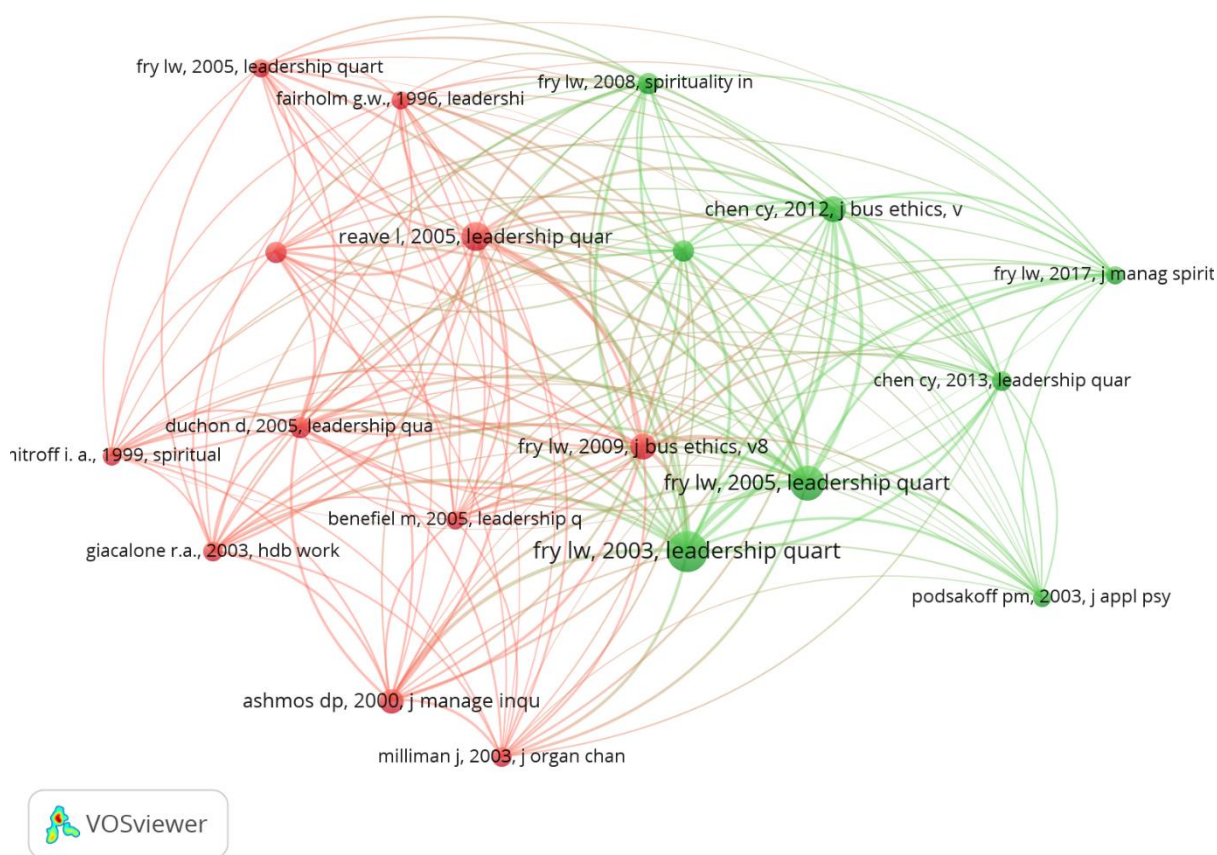 fry lw, 2005, leadership quart
fry lw, 2008, spirituality in
fairholm g.w., 1996, leadershi
chen cy, 2012, j bus ethics, v
reave l, 2005, leadership quar
fry lw, 2017, j manag spirit
chen cy, 2013, leadership quar
duchon d, 2005, leadership qua
fry lw, 2009, j bus ethics, v8
nitroff i. a., 1999, spiritual
fry lw, 2005, leadership quart
benefiel m, 2005, leadership q
giacalone r.a., 2003, hdb work
fry lw, 2003, leadership quart
podsakoff pm, 2003, j appl psy
ashmos dp, 2000, j manage inqu
milliman j, 2003, j organ chan
VOSviewer